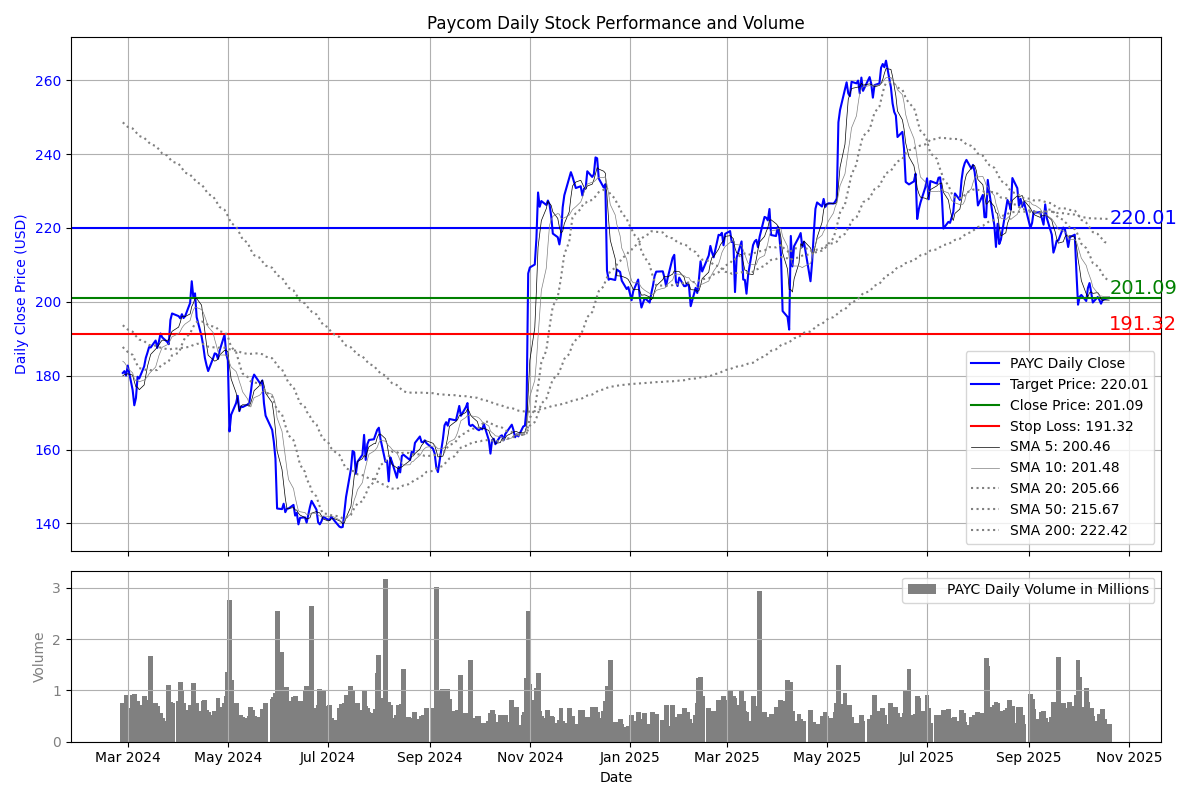 Paycom Daily Stock Performance and Volume
Daily Close Price (USD)
260
240
220
200
180
160
140
220.01
201.09
191.32
PAYC Daily Close
Target Price: 220.01
Close Price: 201.09
Stop Loss: 191.32
SMA 5: 200.46
SMA 10: 201.48
SMA 20: 205.66
SMA 50: 215.67
SMA 200: 222.42
Volume
3
2
1
0
PAYC Daily Volume in Millions
Mar 2024 May 2024 Jul 2024 Sep 2024 Nov 2024 Jan 2025 Mar 2025 May 2025 Jul 2025 Sep 2025 Nov 2025
Date